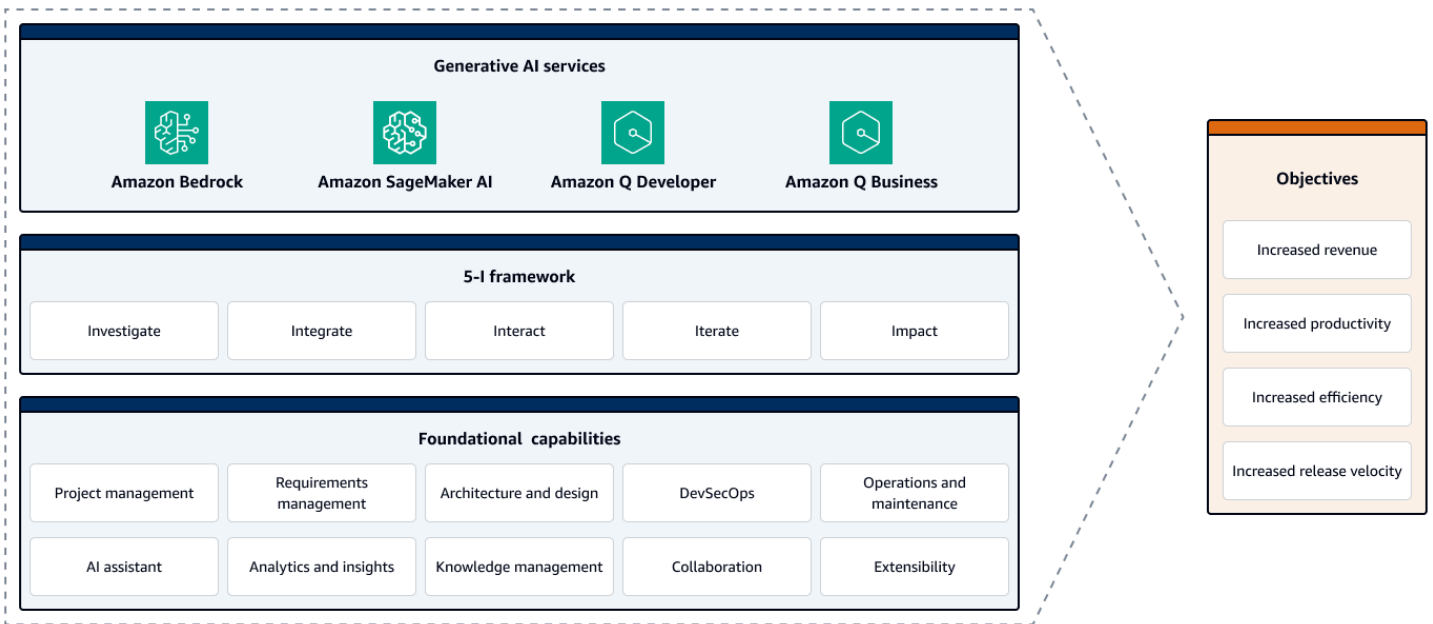 Generative AI services
Amazon Bedrock
Amazon SageMaker AI
Amazon Q Developer
Amazon Q Business
5-I framework
Investigate
Integrate
Interact
Iterate
Impact
Foundational capabilities
Project management
Requirements
management
Architecture and design
DevSecOps
Operations and
maintenance
AI assistant
Analytics and insights
Knowledge management
Collaboration
Extensibility
Objectives
Increased revenue
Increased productivity
Increased efficiency
Increased release velocity